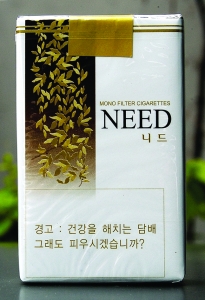 MONO FILTER CIGARETTES
NEED
니드
경고 : 건강을 해치는 담배
그래도 피우시겠습니까?